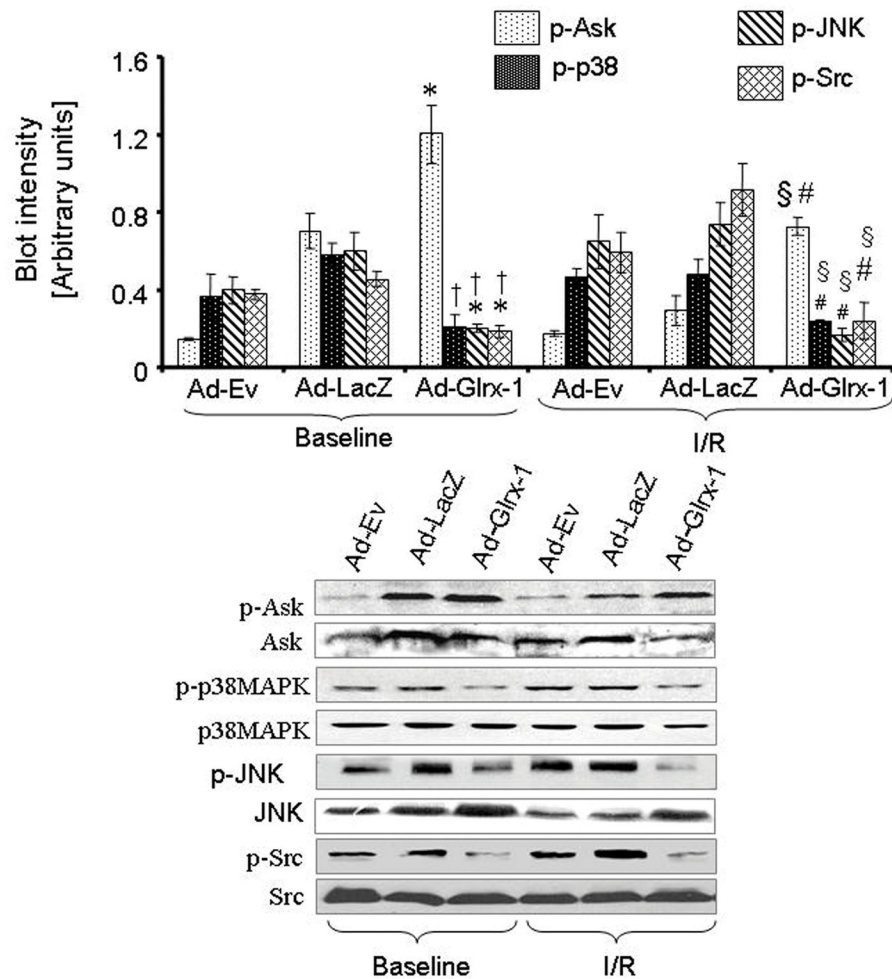 p-Ask
p-p38
p-JNK
p-Src
Blot intensity
[Arbitrary units]
1.6
1.2
0.8
0.4
0
*
† † †
* *
§ #
§ § §
# # #
Ad-Ev Ad-LacZ Ad-Glrx-1 Ad-Ev Ad-LacZ Ad-Glrx-1
Baseline I/R
Ad-Ev Ad-LacZ Ad-Glrx-1 Ad-Ev Ad-LacZ Ad-Glrx-1
p-Ask
Ask
p-p38MAPK
p38MAPK
p-JNK
JNK
p-Src
Src
Baseline I/R